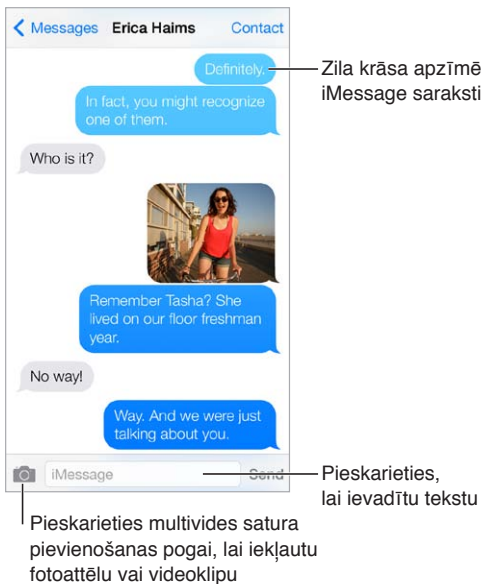 Messages Erica Haims Contact
Definitely.
Zila krāsa apzīmē
iMessage saraksti
In fact, you might recognize
one of them.
Who is it?
Remember Tasha? She
lived on our floor freshman
year.
No way!
Way. And we were just
talking about you.
iMessage Send
Pieskarieties,
lai ievadītu tekstu
Pieskarieties multivides satura
pievienošanas pogai, lai iekļautu
fotoattēlu vai videoklipu